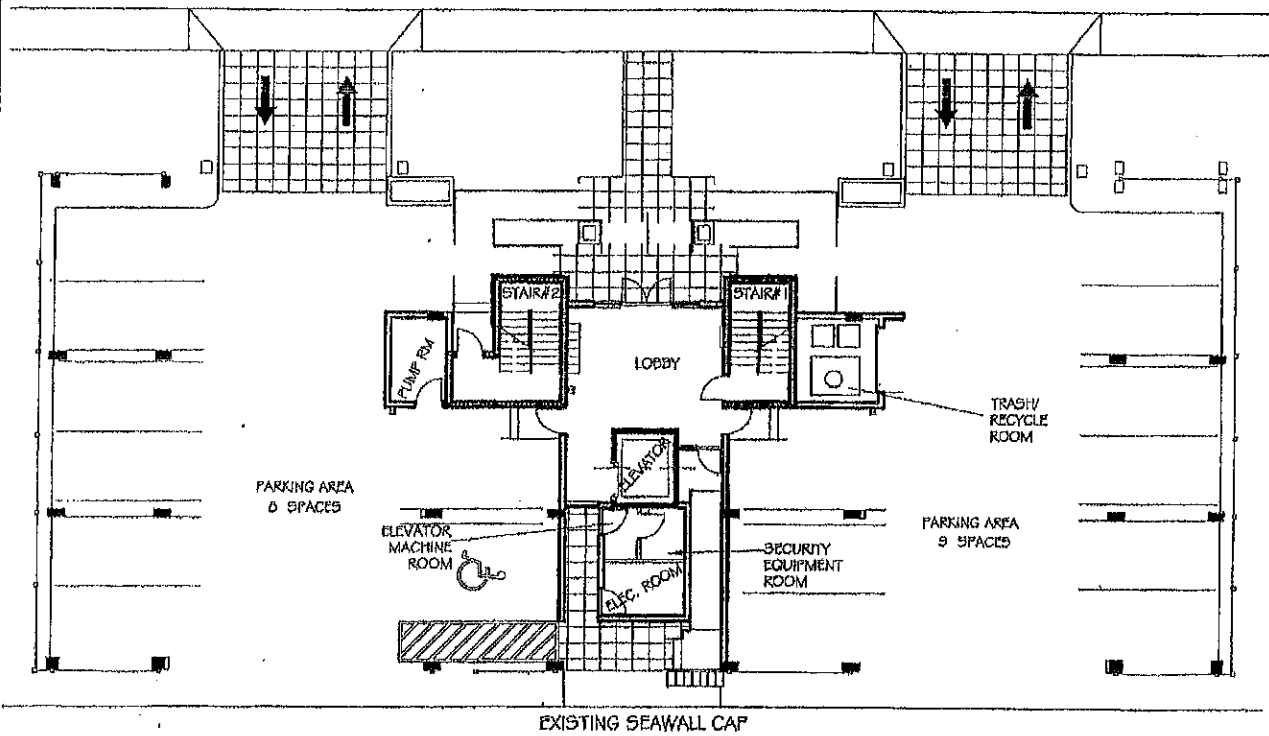 STAIR#2
STAIR#1
PUMP RM
LOBBY
TRASH/
RECYCLE
ROOM
ELEVATOR
PARKING AREA
8 SPACES
ELEVATOR
MACHINE
ROOM
SECURITY
EQUIPMENT
ROOM
PARKING AREA
9 SPACES
ELEC. ROOM
EXISTING SEAWALL CAP